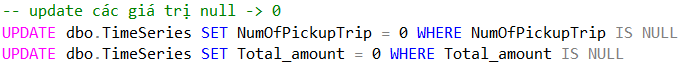 -- update các giá trị null -> 0
UPDATE dbo.TimeSeries SET NumOfPickupTrip = 0 WHERE NumOfPickupTrip IS NULL
UPDATE dbo.TimeSeries SET Total_amount = 0 WHERE Total_amount IS NULL